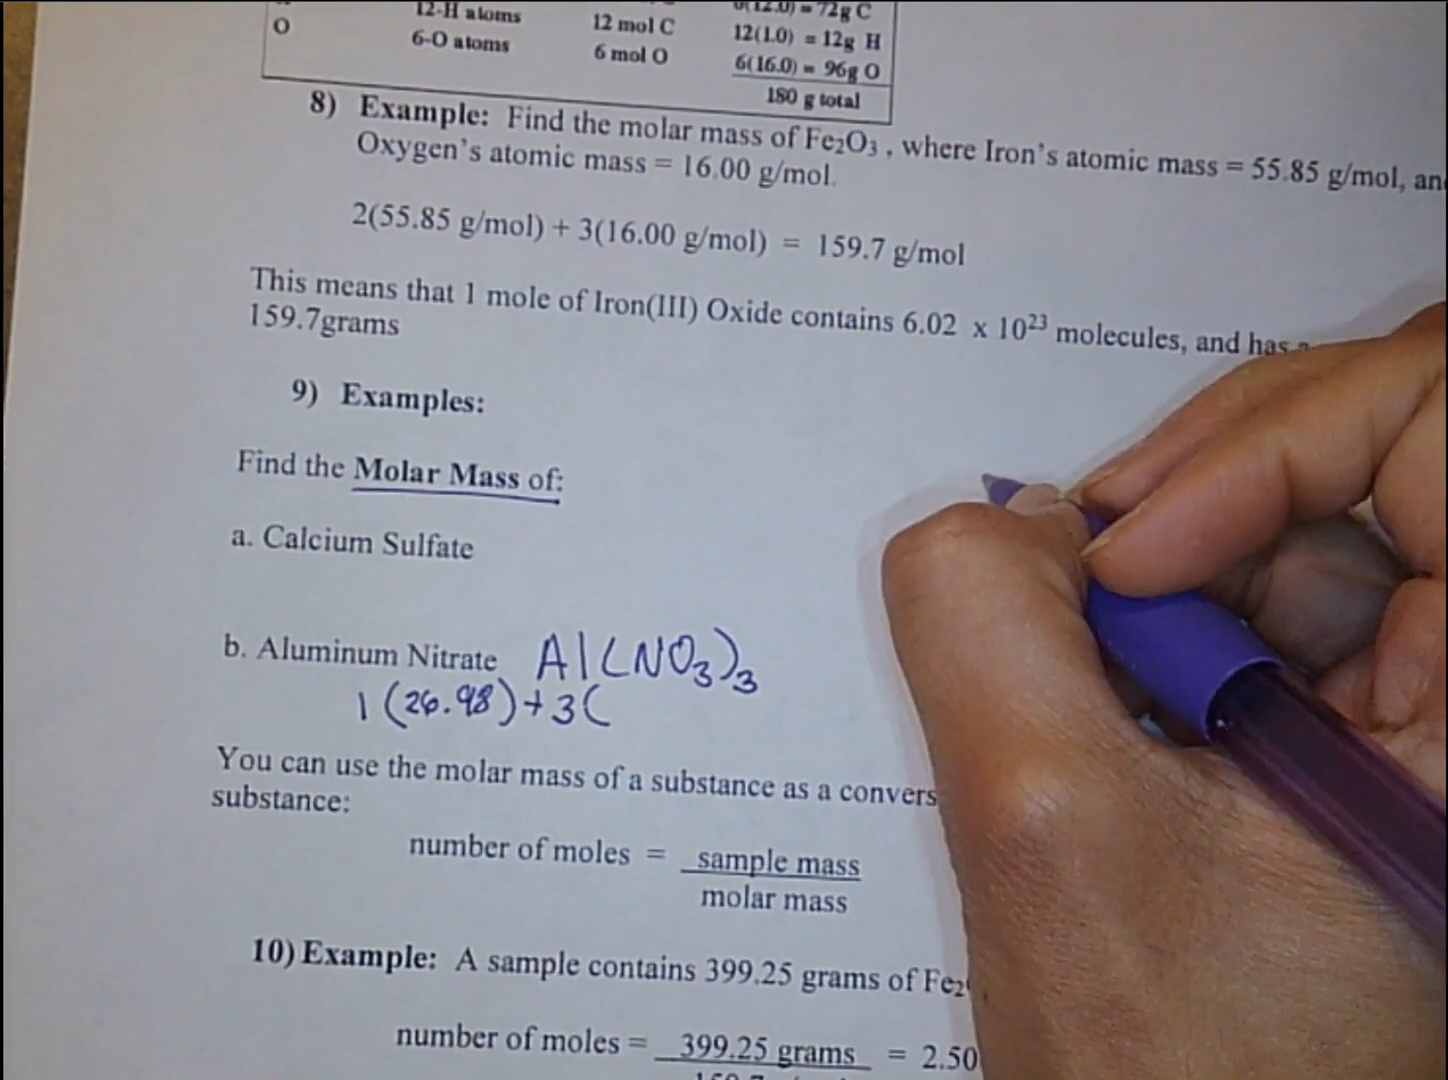 12-H atoms 12 mol C 6(12.0) = 72g C
O 6-O atoms 6 mol O 12(1.0) = 12g H
6(16.0) = 96g O
180 g total
8) Example: Find the molar mass of Fe₂O₃ , where Iron's atomic mass = 55.85 g/mol, an
Oxygen's atomic mass = 16.00 g/mol.
2(55.85 g/mol) + 3(16.00 g/mol) = 159.7 g/mol
This means that 1 mole of Iron(III) Oxide contains 6.02 x 10²³ molecules, and has
159.7grams
9) Examples:
Find the Molar Mass of:
a. Calcium Sulfate
b. Aluminum Nitrate Al(NO₃)₃
1(26.98)+3(
You can use the molar mass of a substance as a convers
substance:
number of moles = sample mass
molar mass
10) Example: A sample contains 399.25 grams of Fe₂
number of moles = 399.25 grams = 2.50